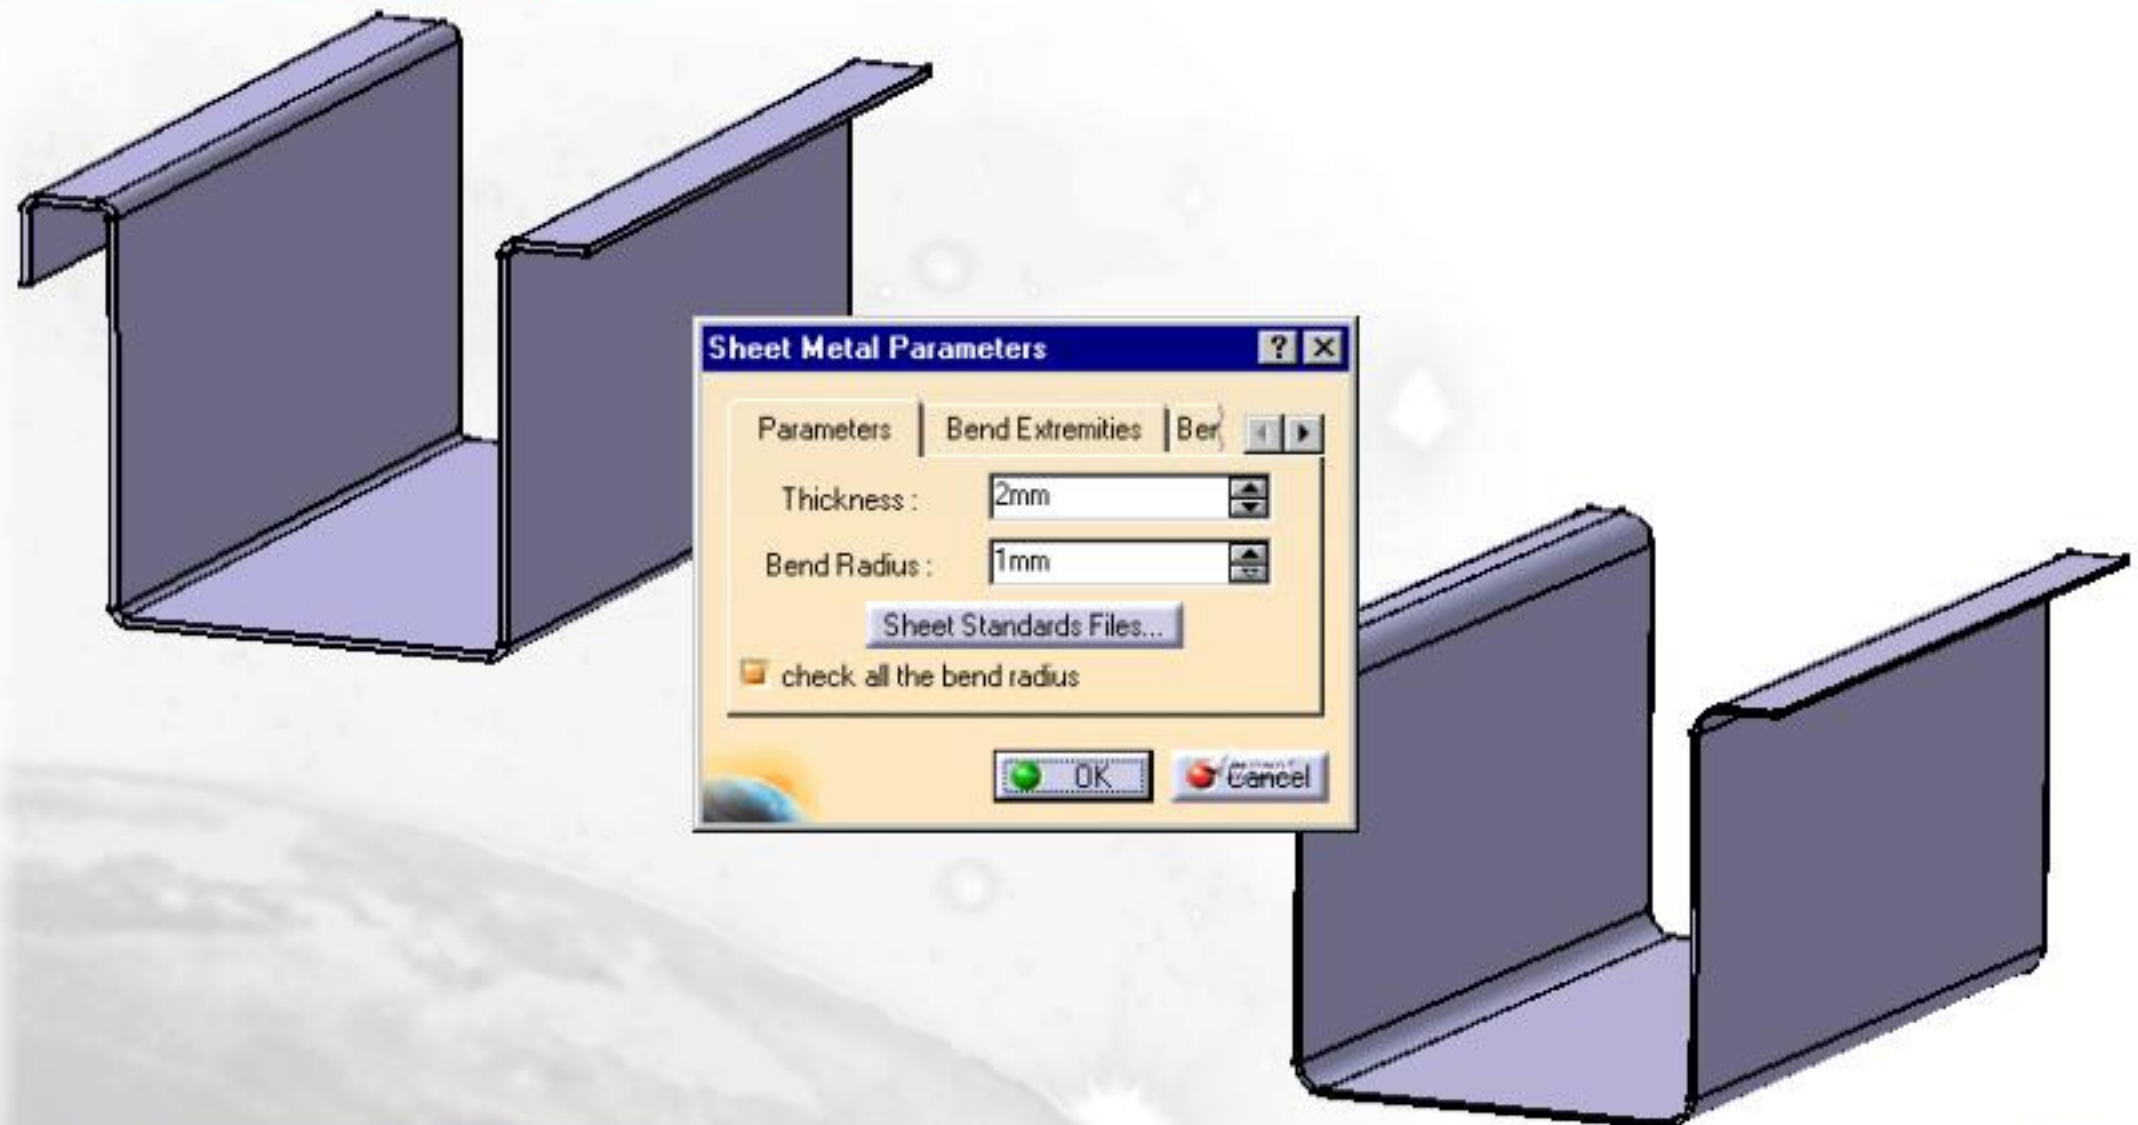 Sheet Metal Parameters
Parameters Bend Extremities Ber
Thickness : 2mm
Bend Radius : 1mm
Sheet Standards Files...
check all the bend radius
OK Cancel